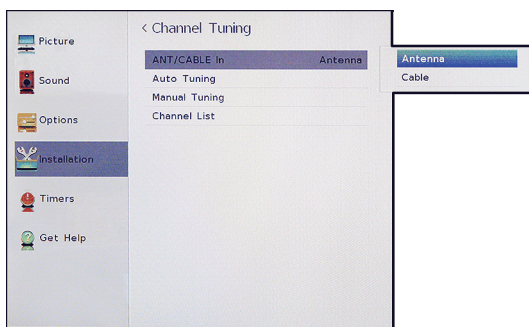 Picture
Sound
Options
Installation
Timers
Get Help
< Channel Tuning
ANT/CABLE In Antenna
Auto Tuning
Manual Tuning
Channel List
Antenna
Cable